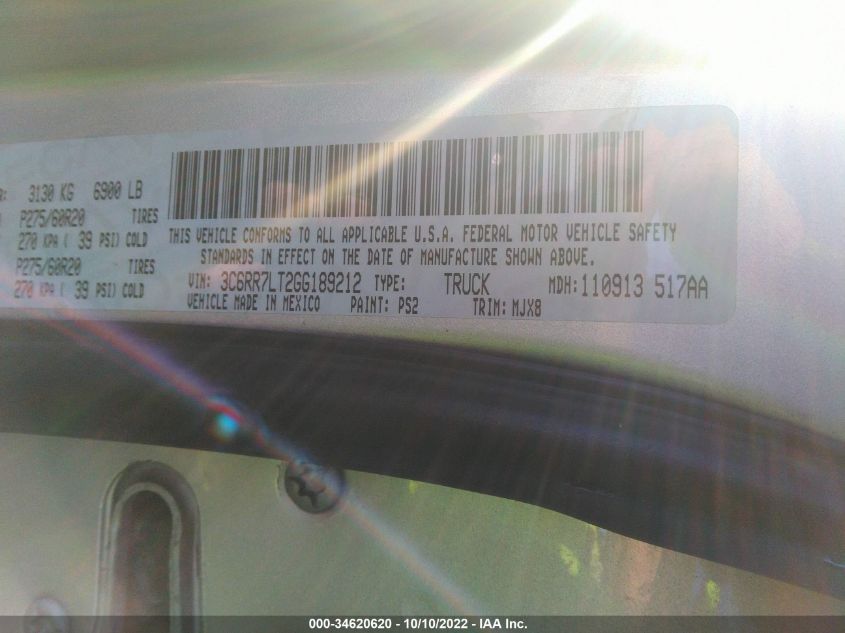 R: 3130 KG 6900 LB
P275/60R20 TIRES
270 KPA ( 39 PSI) COLD
P275/60R20 TIRES
270 KPA ( 39 PSI) COLD
THIS VEHICLE CONFORMS TO ALL APPLICABLE U.S.A. FEDERAL MOTOR VEHICLE SAFETY
STANDARDS IN EFFECT ON THE DATE OF MANUFACTURE SHOWN ABOVE.
VIN: 3C6RR7LT2GG189212 TYPE: TRUCK MDH: 110913 517AA
VEHICLE MADE IN MEXICO PAINT: PS2 TRIM: MJX8
000-34620620 - 10/10/2022 - IAA Inc.